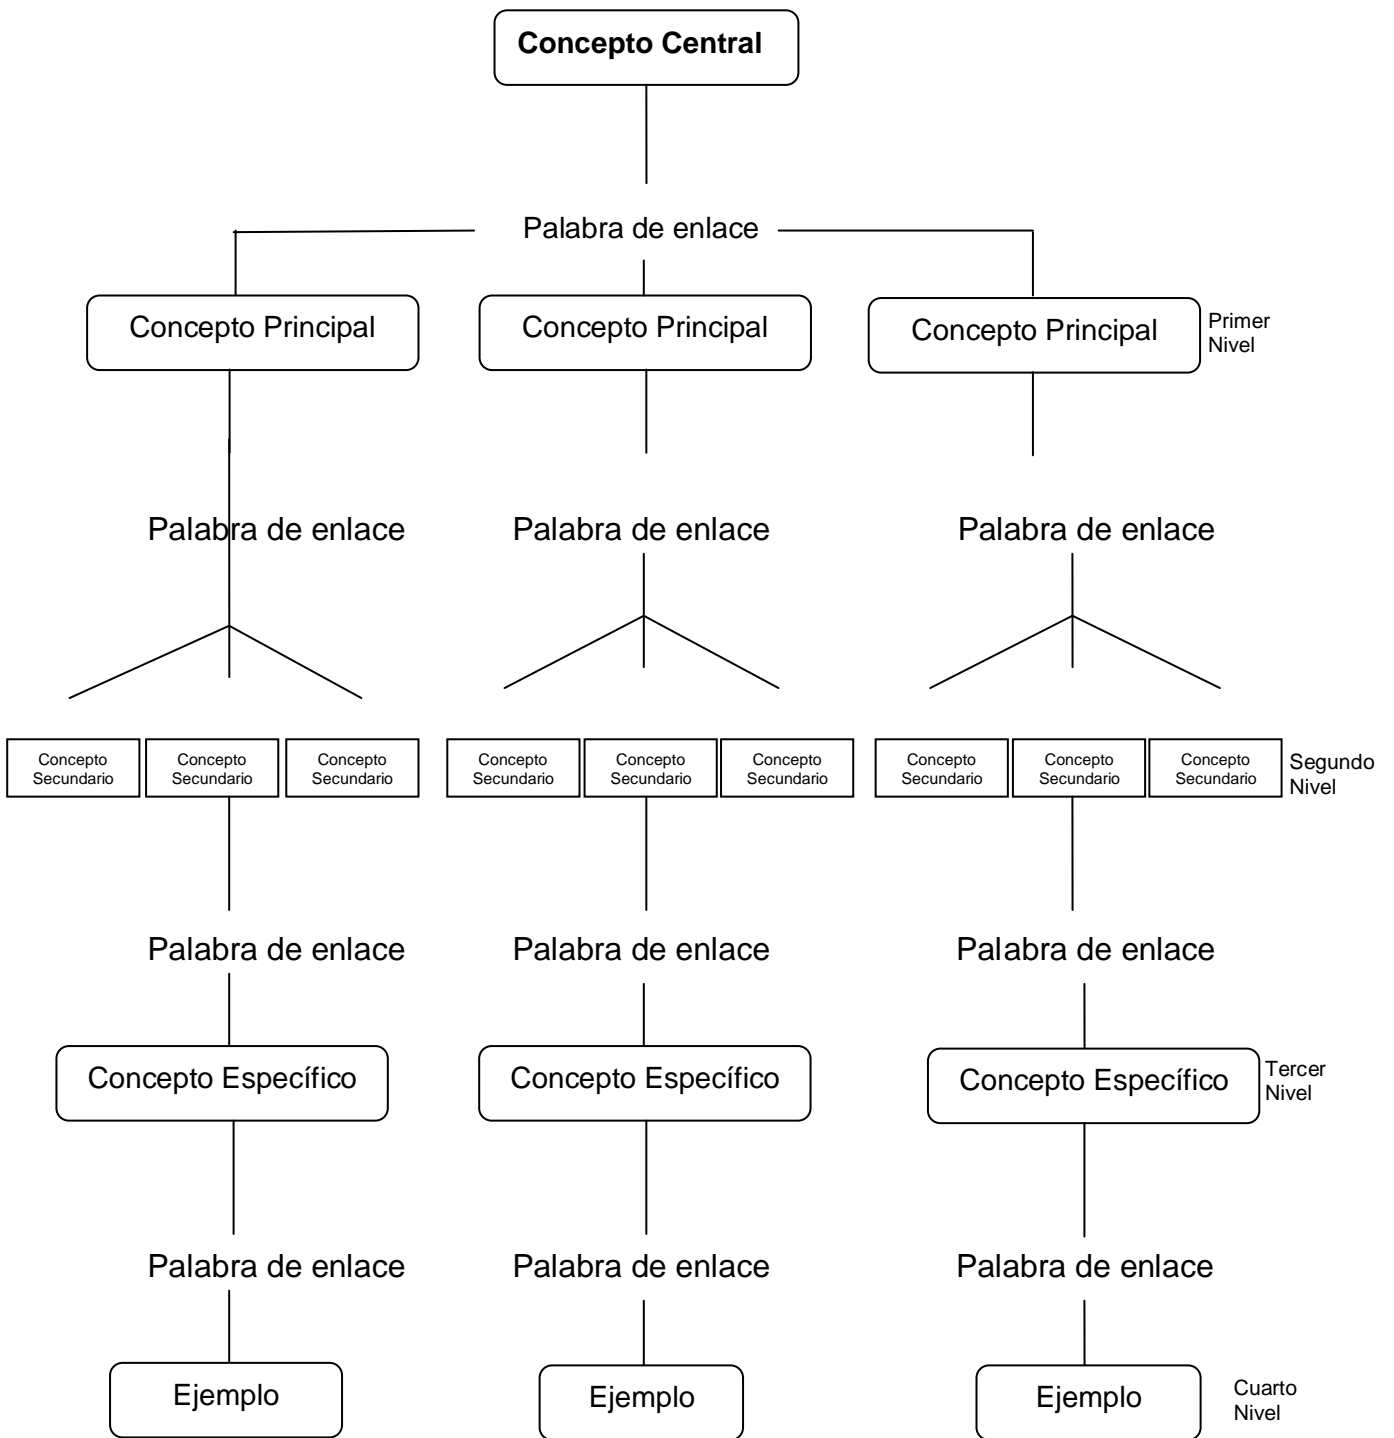 Concepto Central
Palabra de enlace
Concepto Principal
Concepto Principal
Concepto Principal
Primer
Nivel
Palabra de enlace
Palabra de enlace
Palabra de enlace
Concepto
Secundario
Concepto
Secundario
Concepto
Secundario
Concepto
Secundario
Concepto
Secundario
Concepto
Secundario
Concepto
Secundario
Concepto
Secundario
Concepto
Secundario
Segundo
Nivel
Palabra de enlace
Palabra de enlace
Palabra de enlace
Concepto Específico
Concepto Específico
Concepto Específico
Tercer
Nivel
Palabra de enlace
Palabra de enlace
Palabra de enlace
Ejemplo
Ejemplo
Ejemplo
Cuarto
Nivel